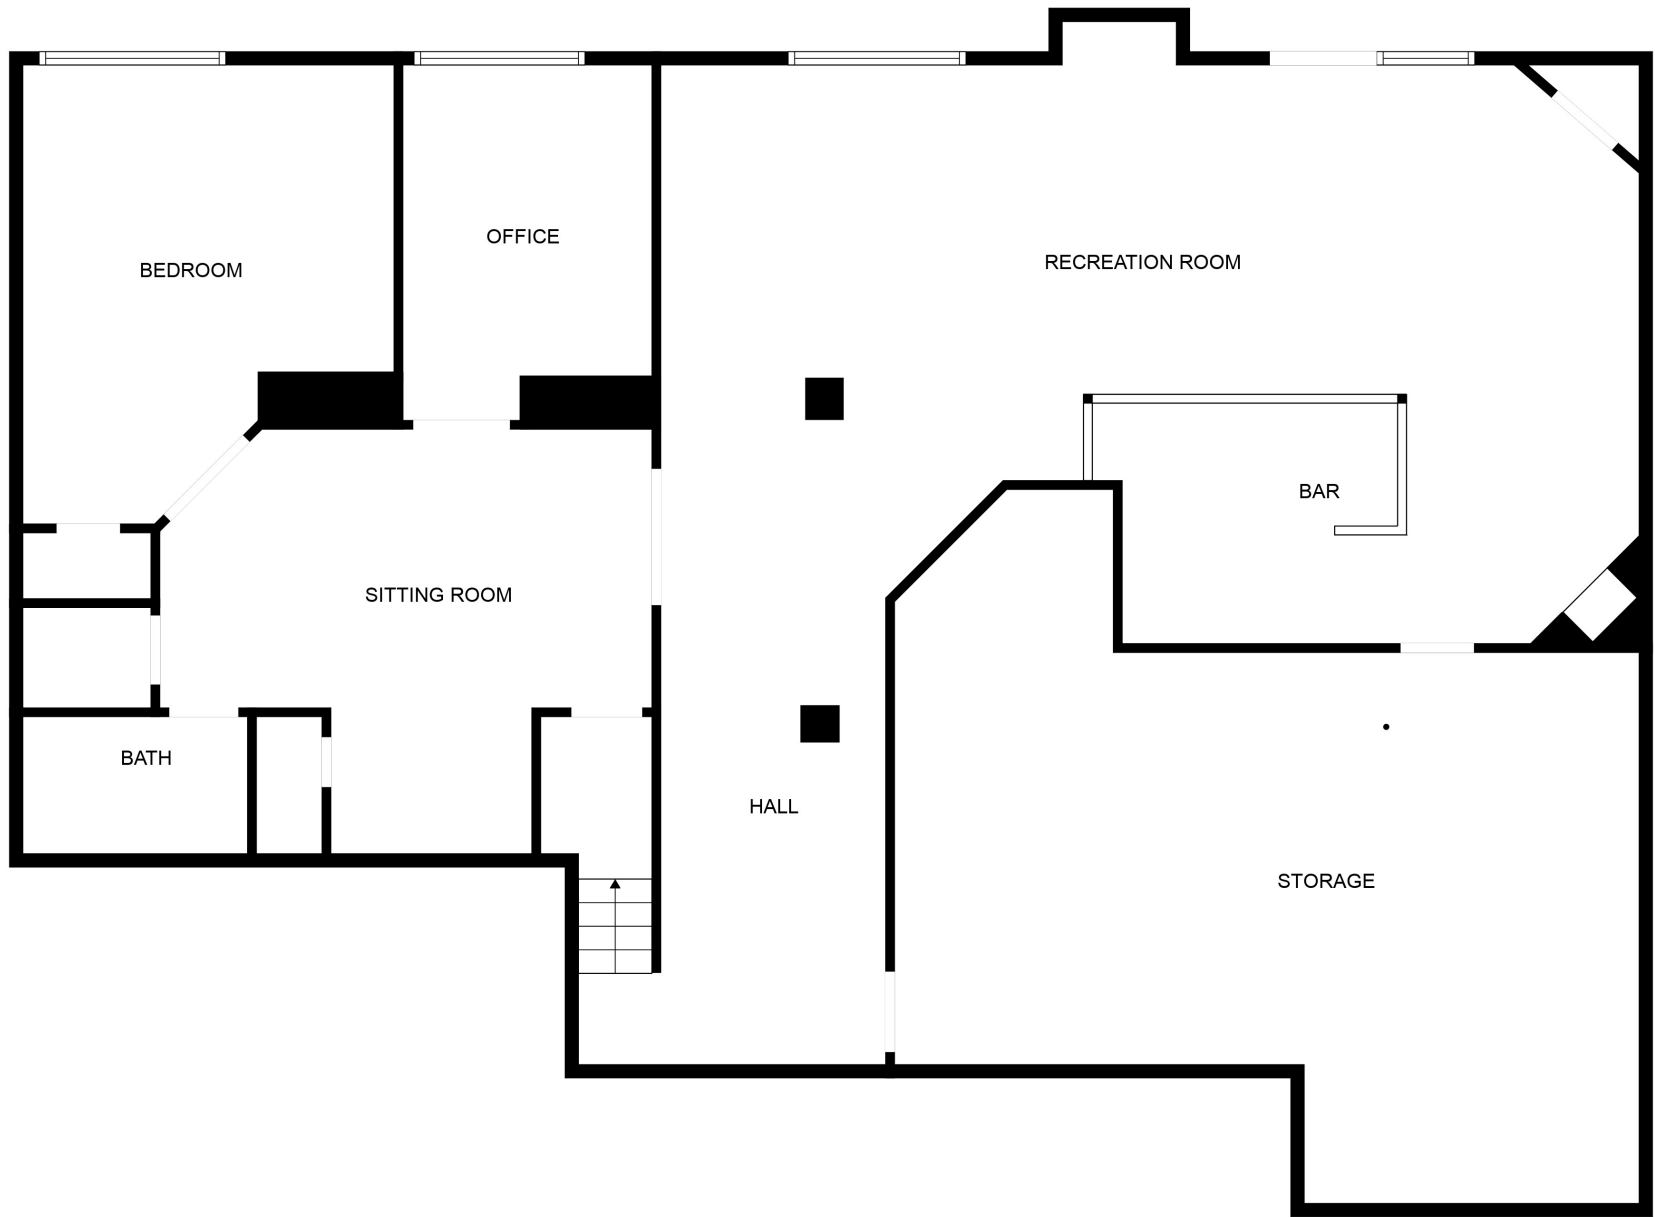 OFFICE
RECREATION ROOM
BEDROOM
BAR
SITTING ROOM
BATH
HALL
STORAGE